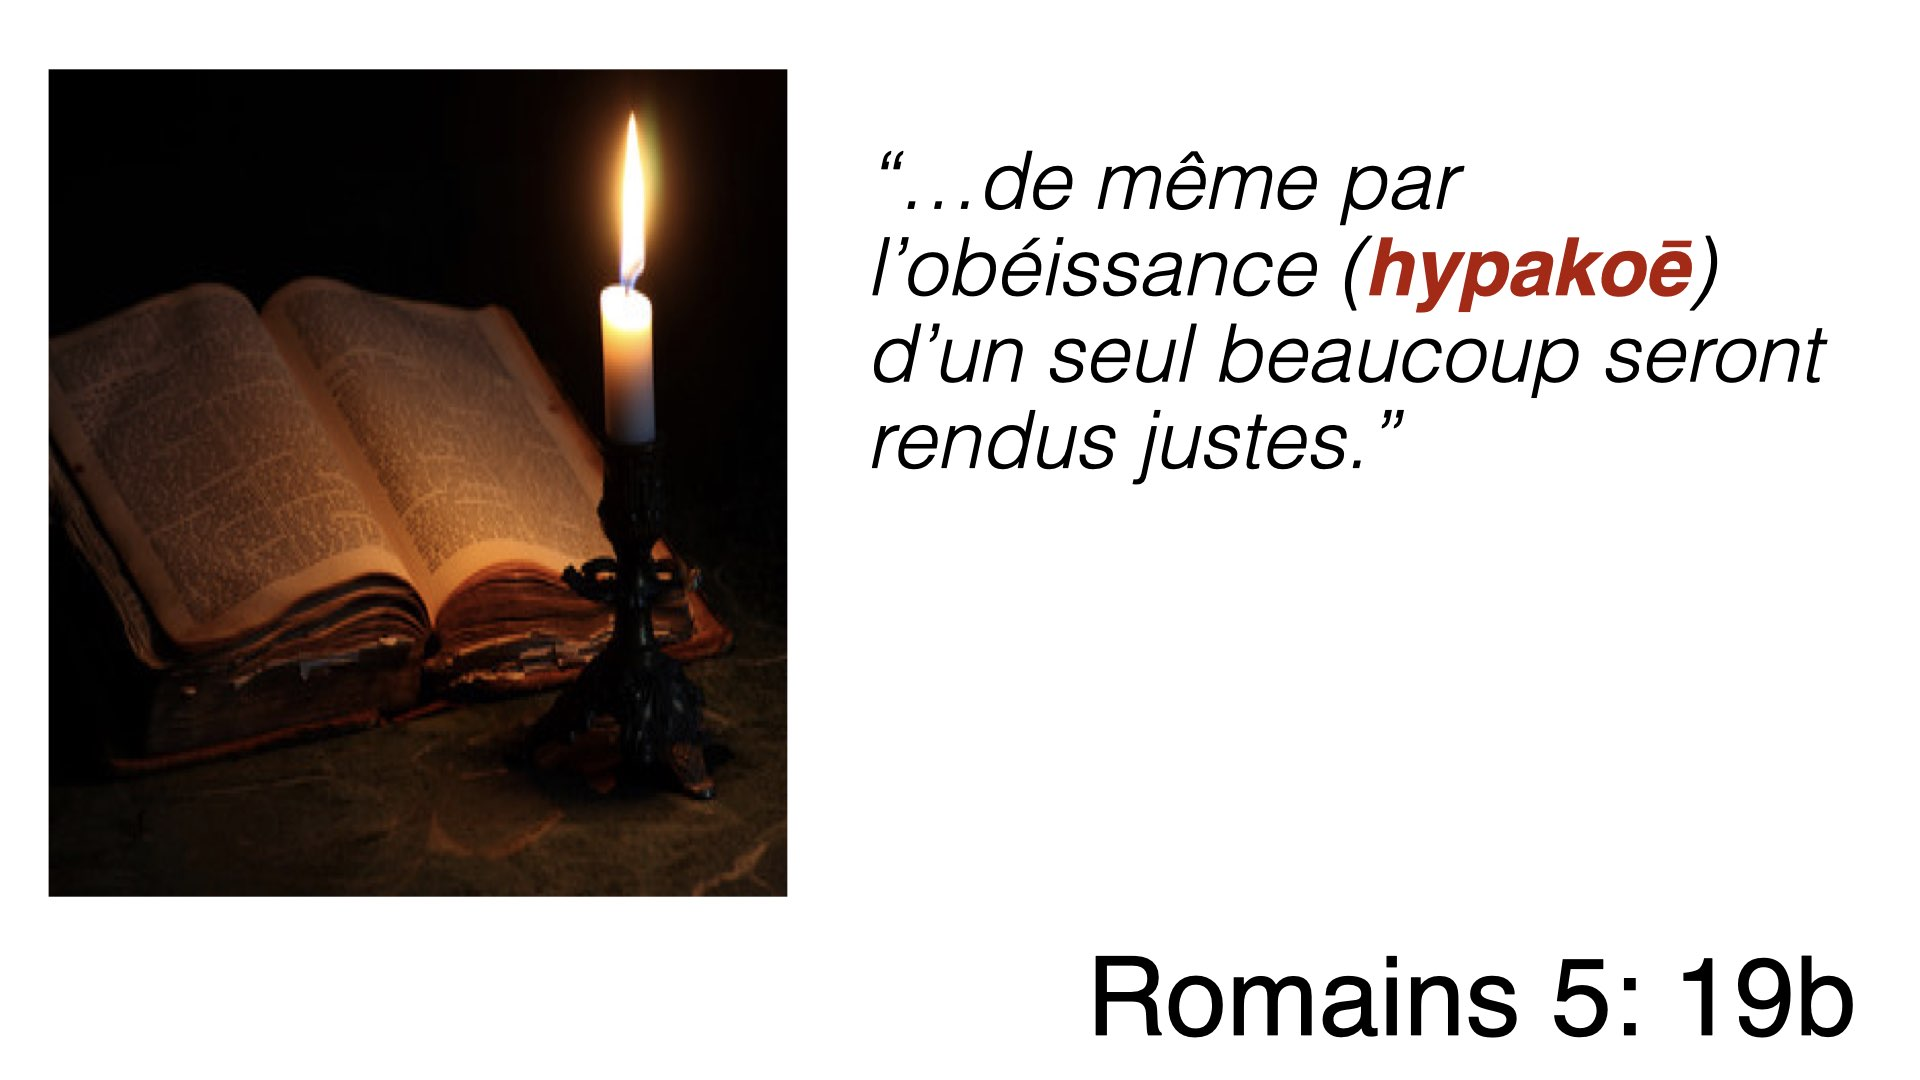 “…de même par
l’obéissance (hypakoē)
d’un seul beaucoup seront
rendus justes.”
Romains 5: 19b